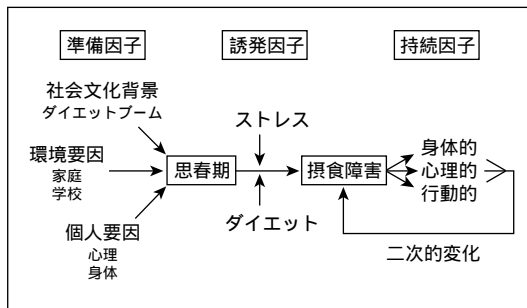 準備因子
誘発因子
持続因子
社会文化背景
ダイエットブーム
環境要因
家庭
学校
個人要因
心理
身体
思春期
ストレス
ダイエット
摂食障害
身体的
心理的
行動的
二次的変化